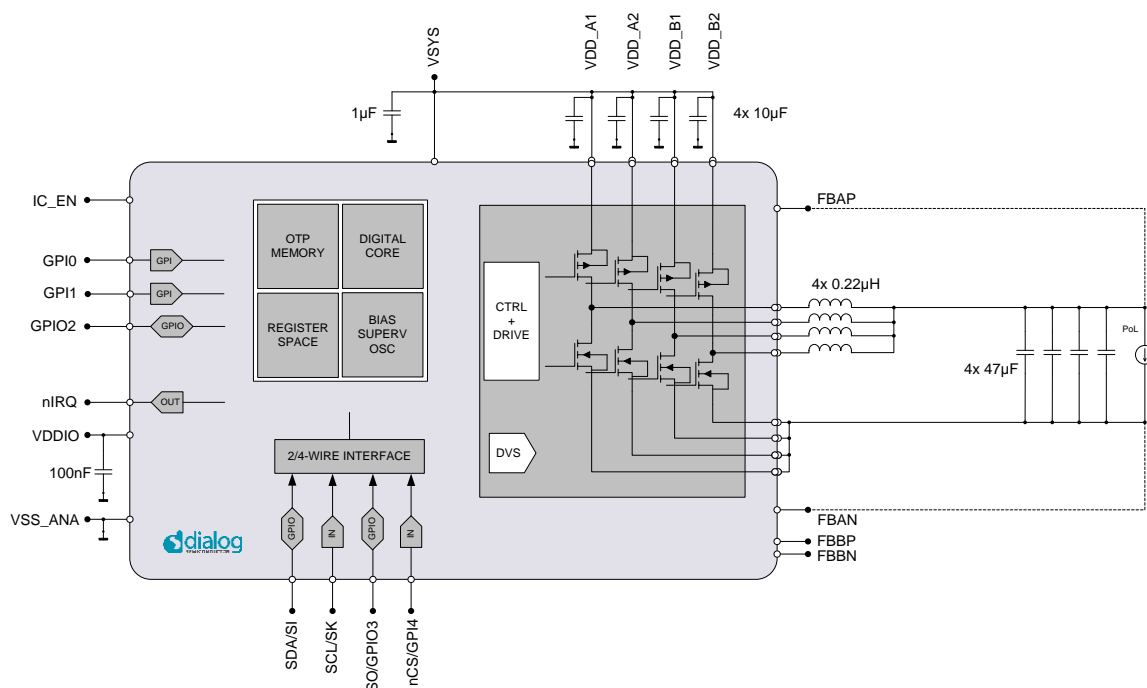 VSYS
VDD_A1
VDD_A2
VDD_B1
VDD_B2
1µF
4x 10µF
IC_EN
FBAP
OTP
MEMORY
DIGITAL
CORE
GPI0
GPI
GPI1
GPI
GPIO2
GPIO
REGISTER
SPACE
BIAS
SUPERV
OSC
CTRL
+
DRIVE
4x 0.22µH
PoL
4x 47µF
nIRQ
OUT
VDDIO
100nF
2/4-WIRE INTERFACE
DVS
VSS_ANA
GPIO
IN
GPIO
IN
FBAN
FBBP
FBBN
dialog
SEMICONDUCTOR
SDA/SI
SCL/SK
SO/GPIO3
nCS/GPI4